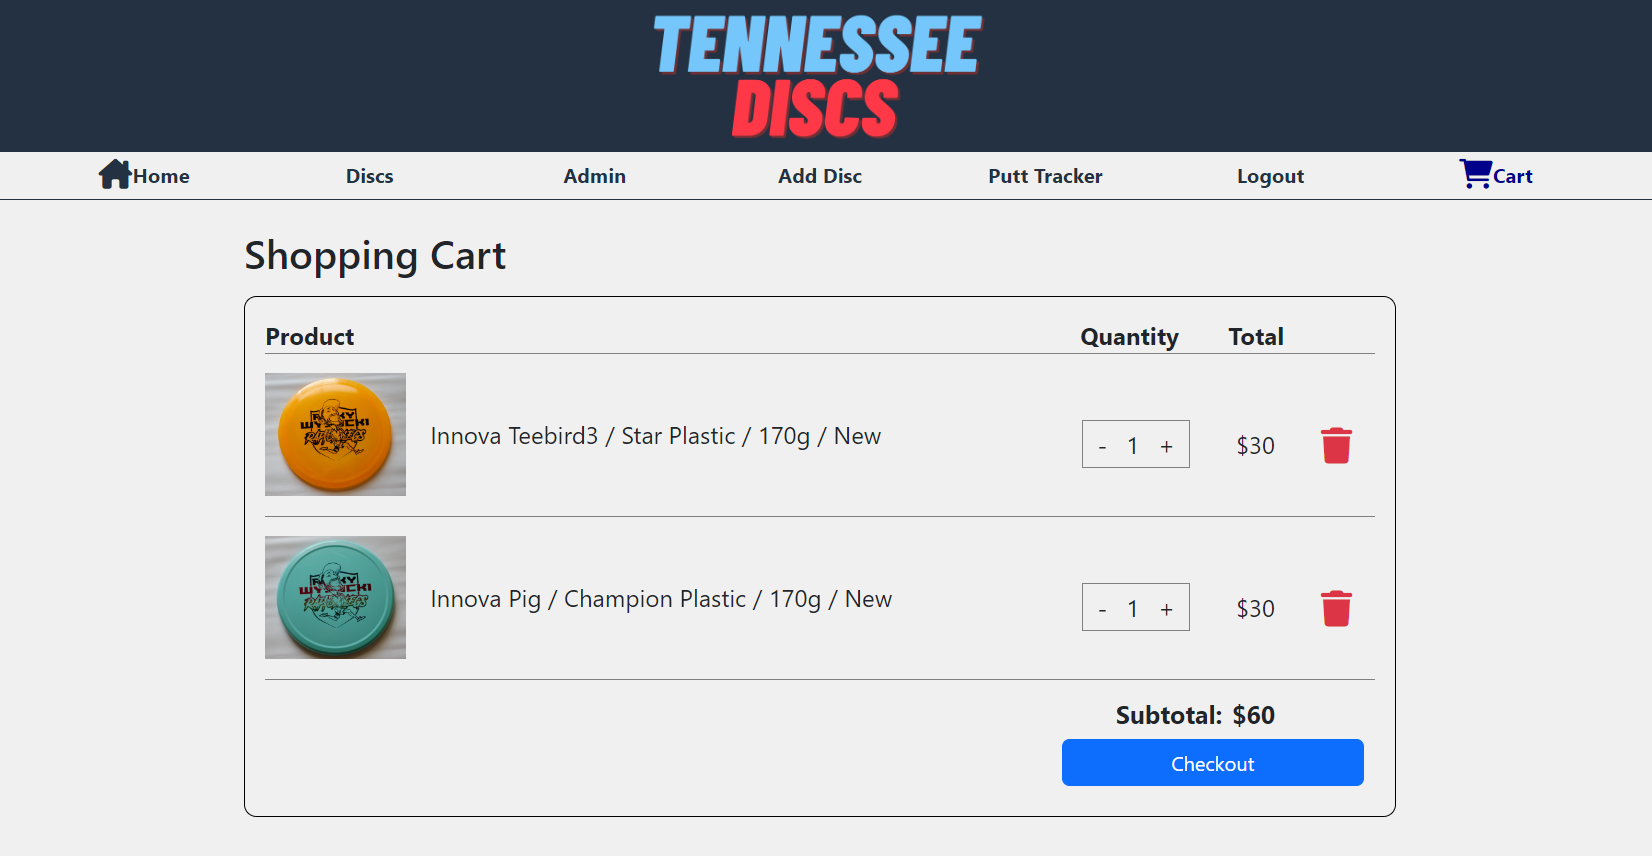 TENNESSEE
DISCS
Home Discs Admin Add Disc Putt Tracker Logout Cart
Shopping Cart
Product Quantity Total
Innova Teebird3 / Star Plastic / 170g / New - 1 + $30
Innova Pig / Champion Plastic / 170g / New - 1 + $30
Subtotal: $60
Checkout